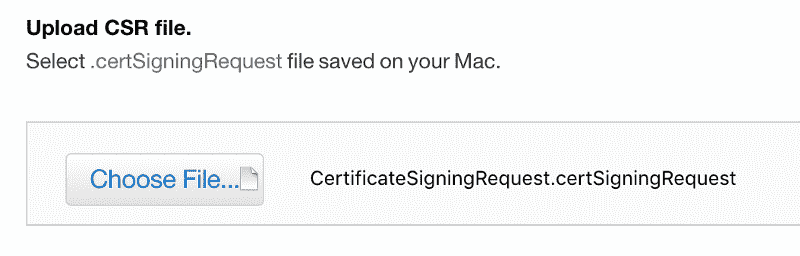 Upload CSR file.
Select .certSigningRequest file saved on your Mac.
Choose File...
CertificateSigningRequest.certSigningRequest